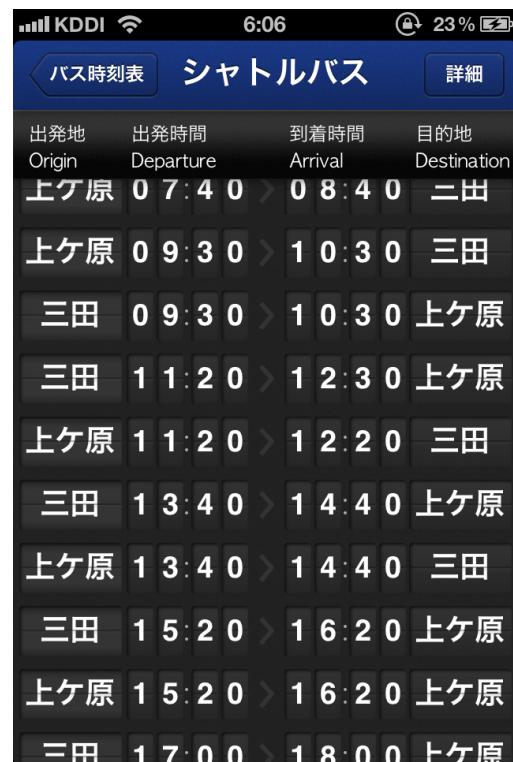 KDDI 6:06 23%
バス時刻表 シャトルバス 詳細
出発地 出発時間 到着時間 目的地
Origin Departure Arrival Destination
上ケ原 07:40 > 08:40 三田
上ケ原 09:30 > 10:30 三田
三田 09:30 > 10:30 上ケ原
三田 11:20 > 12:30 上ケ原
上ケ原 11:20 > 12:20 三田
三田 13:40 > 14:40 上ケ原
上ケ原 13:40 > 14:40 三田
三田 15:20 > 16:20 上ケ原
上ケ原 15:20 > 16:20 上ケ原
三田 17:00 > 18:00 上ケ原